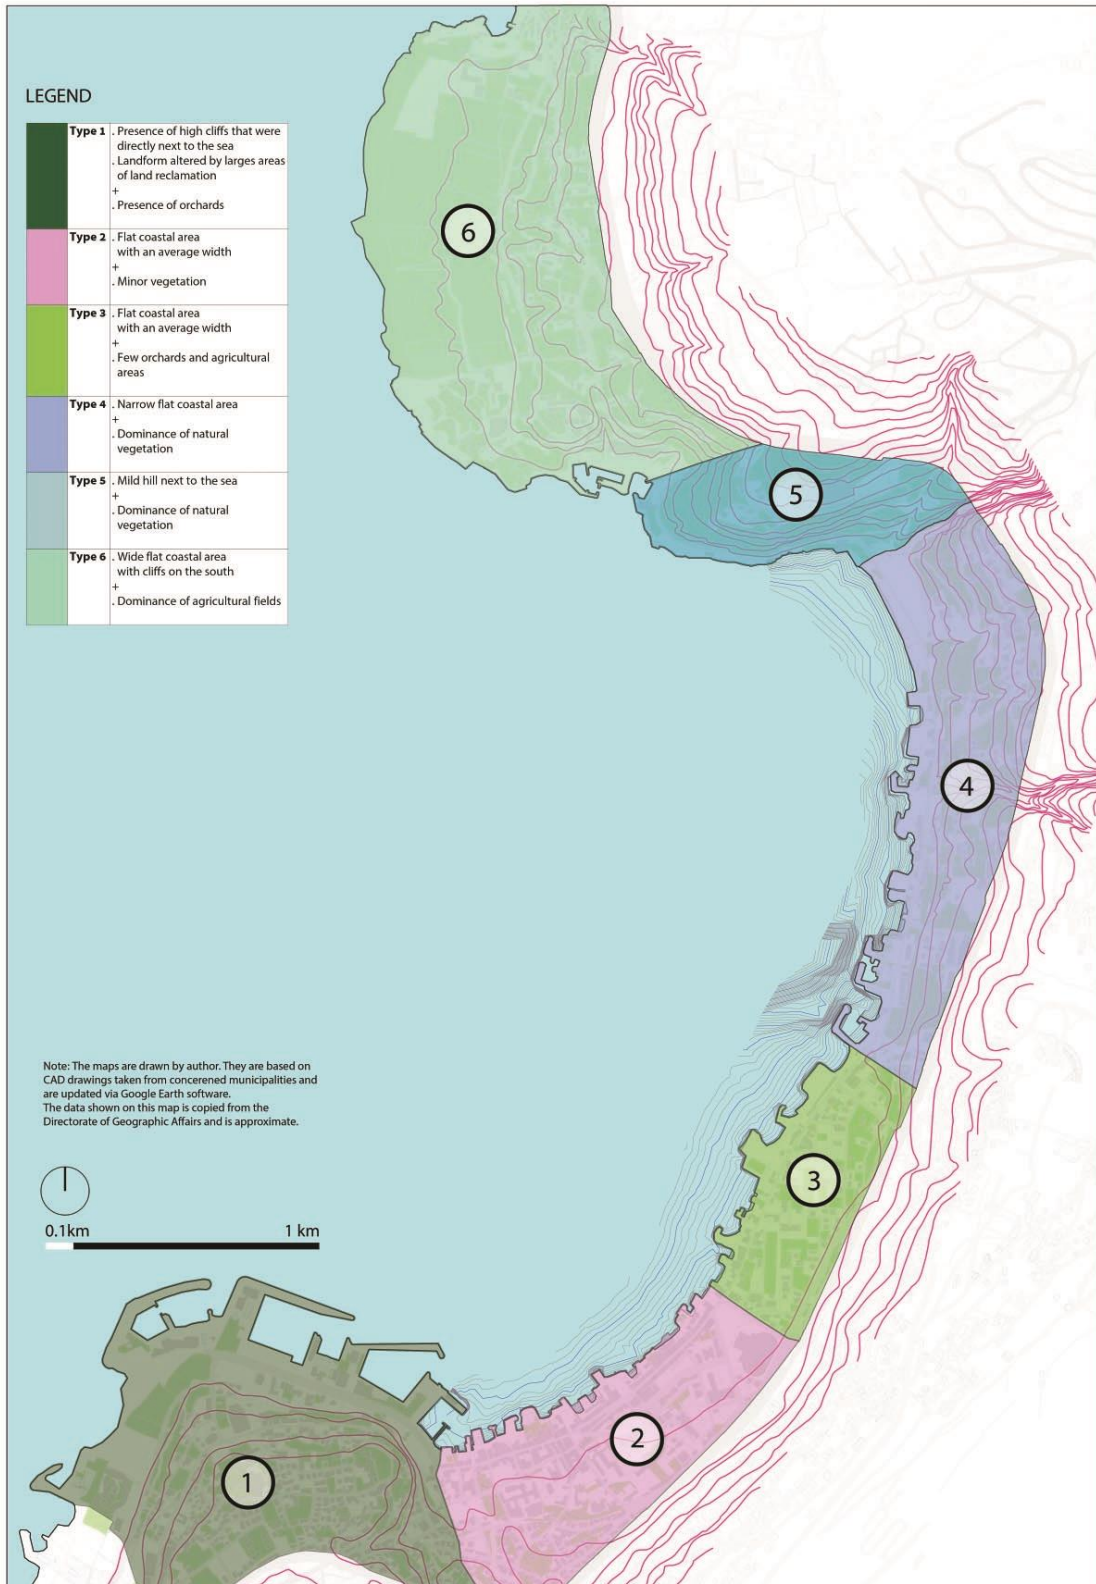 LEGEND
Type 1 . Presence of high cliffs that were
directly next to the sea
. Landform altered by larges areas
of land reclamation
+
. Presence of orchards
Type 2 . Flat coastal area
with an average width
+
. Minor vegetation
Type 3 . Flat coastal area
with an average width
+
. Few orchards and agricultural
areas
Type 4 . Narrow flat coastal area
+
. Dominance of natural
vegetation
Type 5 . Mild hill next to the sea
+
. Dominance of natural
vegetation
Type 6 . Wide flat coastal area
with cliffs on the south
+
. Dominance of agricultural fields
6
5
4
Note: The maps are drawn by author. They are based on
CAD drawings taken from concerened municipalities and
are updated via Google Earth software.
The data shown on this map is copied from the
Directorate of Geographic Affairs and is approximate.
3
0.1km 1 km
2
1